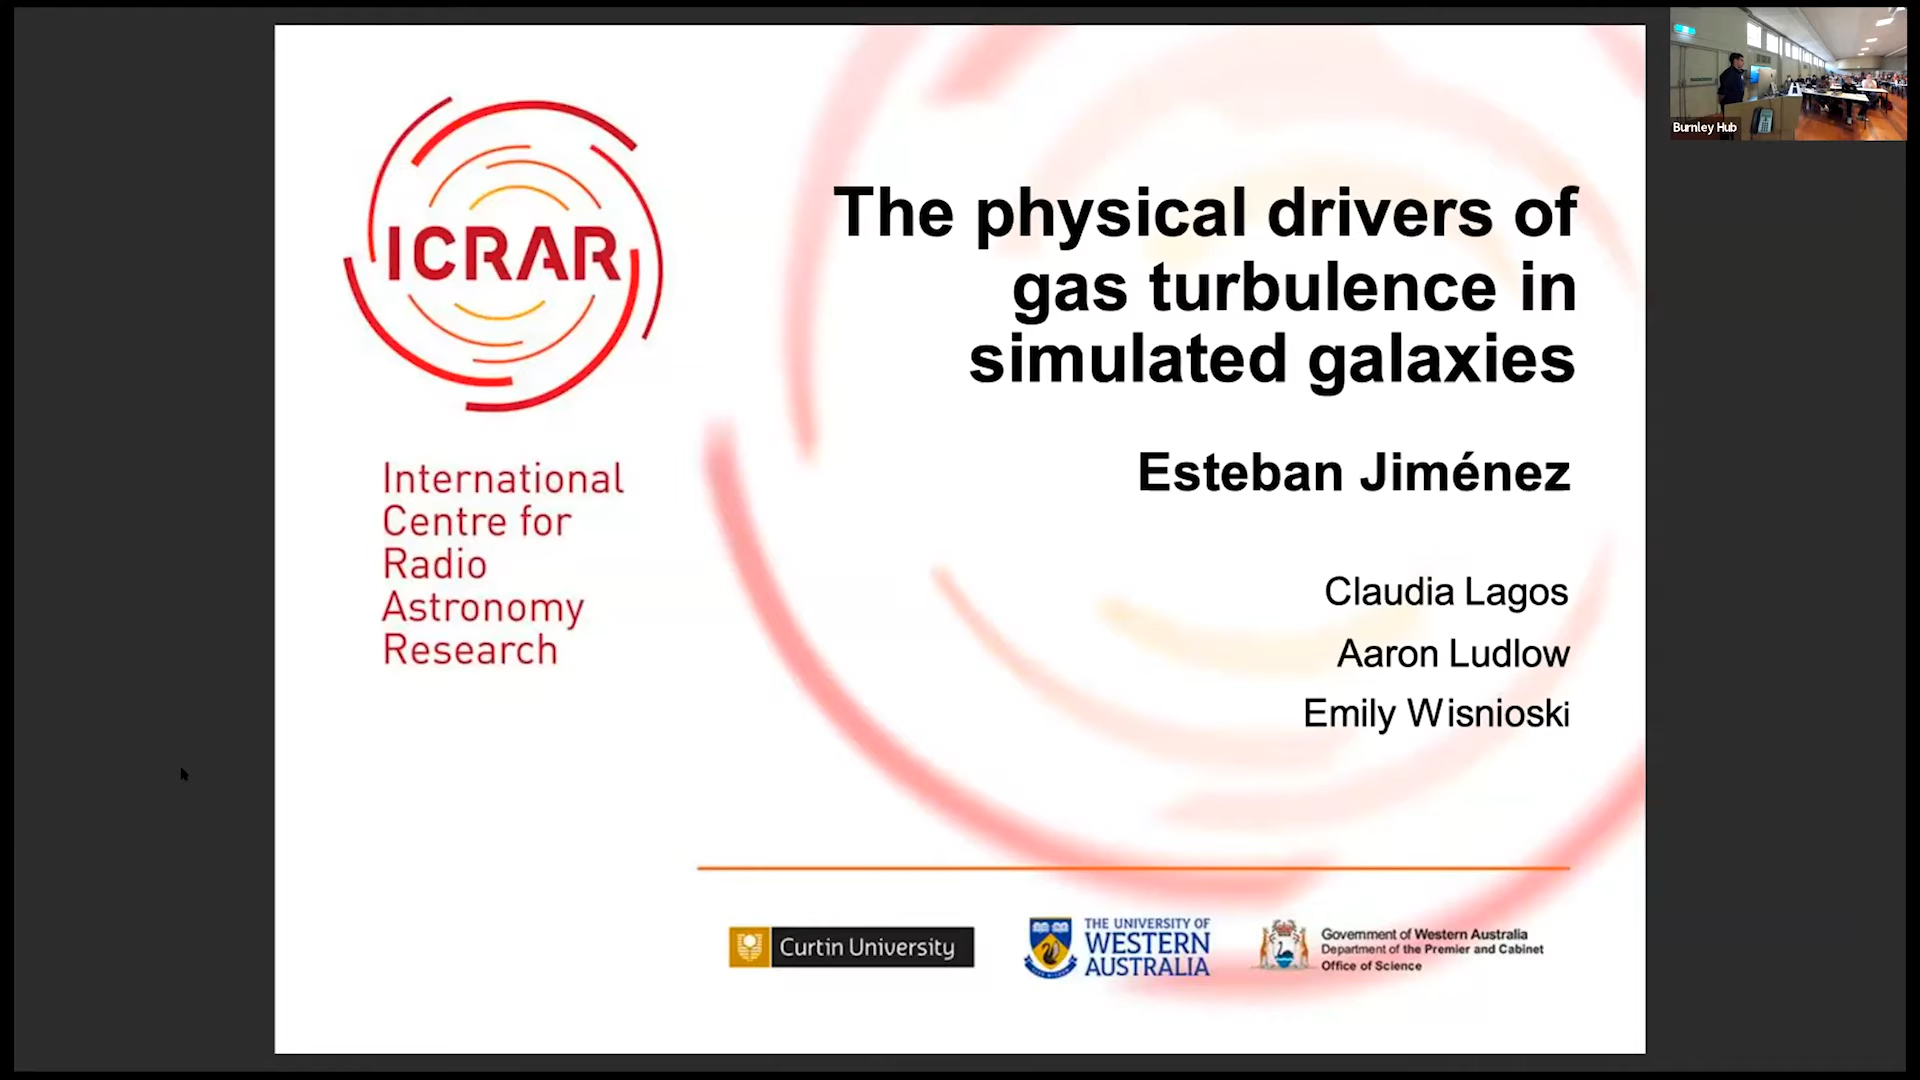 ICRAR
International
Centre for
Radio
Astronomy
Research
The physical drivers of
gas turbulence in
simulated galaxies
Esteban Jiménez
Claudia Lagos
Aaron Ludlow
Emily Wisnioski
Curtin University
THE UNIVERSITY OF
WESTERN
AUSTRALIA
Government of Western Australia
Department of the Premier and Cabinet
Office of Science
Burnley Hub